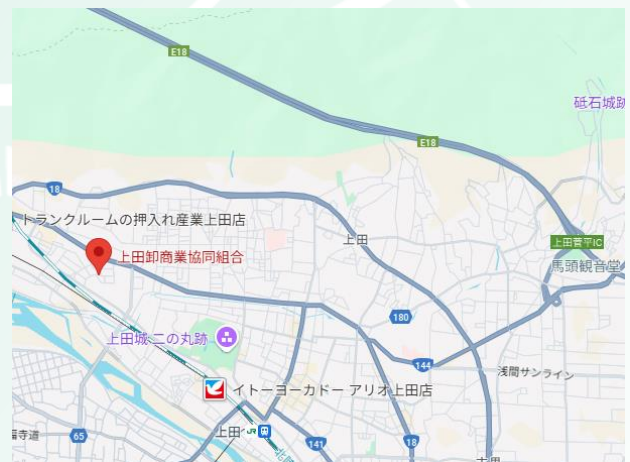 E18
砥石城跡
E18
18
トランクルームの押入れ産業上田店
上田
上田菅平IC
上田卸商業協同組合
馬頭観音堂
180
上田城 二の丸跡
144
浅間サンライン
イトーヨーカドー アリオ上田店
65
上田
JR
141
18